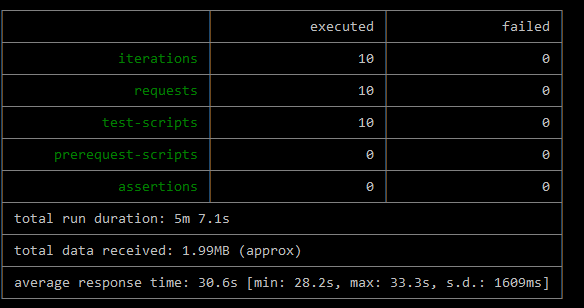 executed failed
iterations 10 0
requests 10 0
test-scripts 10 0
prerequest-scripts 0 0
assertions 0 0
total run duration: 5m 7.1s
total data received: 1.99MB (approx)
average response time: 30.6s [min: 28.2s, max: 33.3s, s.d.: 1609ms]